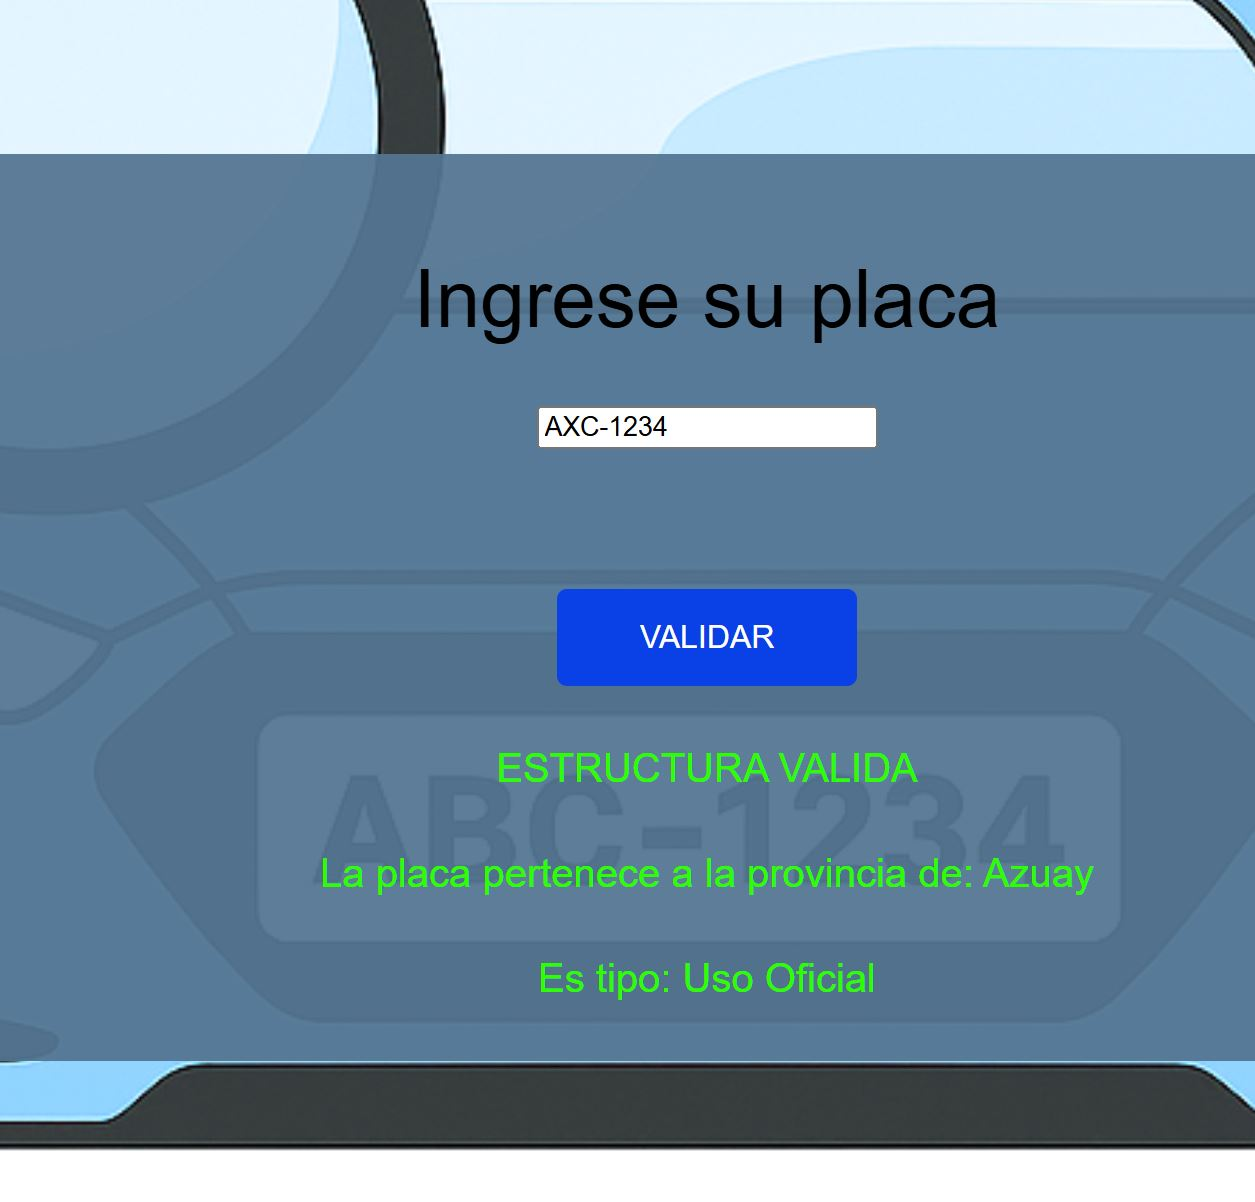 Ingrese su placa
AXC-1234
VALIDAR
ESTRUCTURA VALIDA
ABC-1234
La placa pertenece a la provincia de: Azuay
Es tipo: Uso Oficial